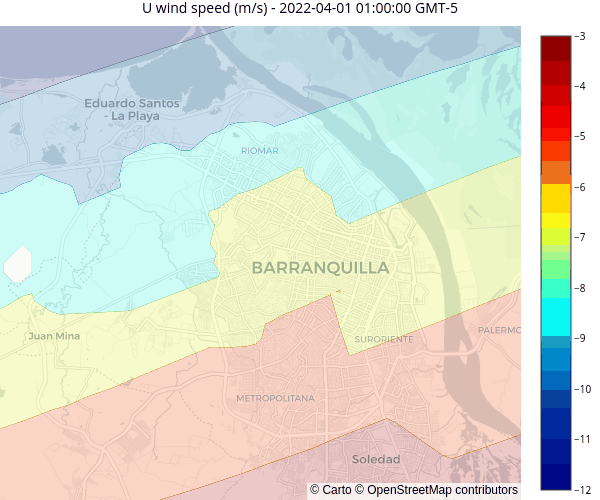 U wind speed (m/s) - 2022-04-01 01:00:00 GMT-5
Eduardo Santos
- La Playa
RIOMAR
BARRANQUILLA
Juan Mina
SURORIENTE
PALERMO
METROPOLITANA
Soledad
© Carto © OpenStreetMap contributors
−3
−4
−5
−6
−7
−8
−9
−10
−11
−12